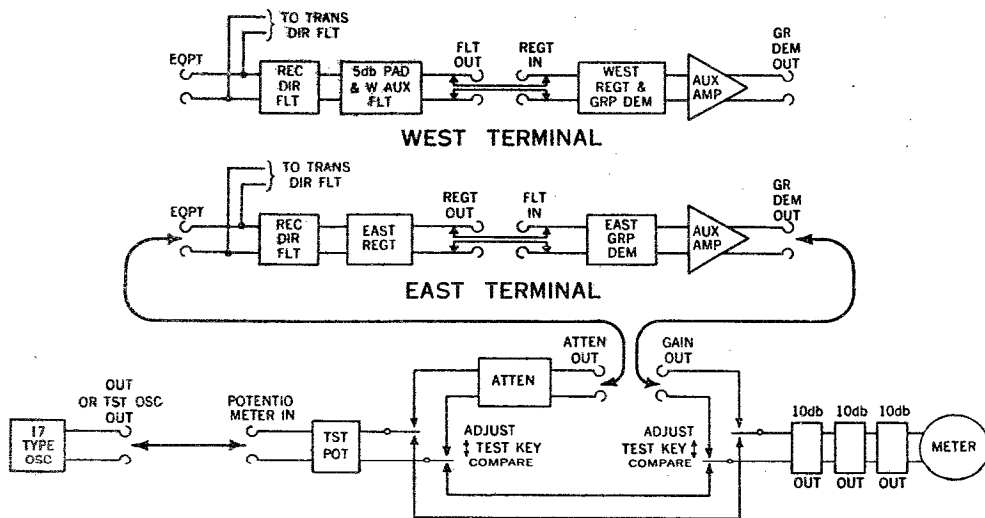 TO TRANS
DIR FLT
EQPT
REC
DIR
FLT
5db PAD
& W AUX
FLT
FLT
OUT
REGT
IN
WEST
REGT &
GRP DEM
AUX
AMP
GR
DEM
OUT
WEST TERMINAL
TO TRANS
DIR FLT
EQPT
REC
DIR
FLT
EAST
REGT
REGT
OUT
FLT
IN
EAST
GRP
DEM
AUX
AMP
GR
DEM
OUT
EAST TERMINAL
ATTEN
OUT
GAIN
OUT
ATTEN
OUT
OR TST OSC
OUT
POTENTIO
METER IN
17
TYPE
OSC
TST
POT
ADJUST
TEST KEY
COMPARE
ADJUST
TEST KEY
COMPARE
10db
10db
10db
OUT
OUT
OUT
METER